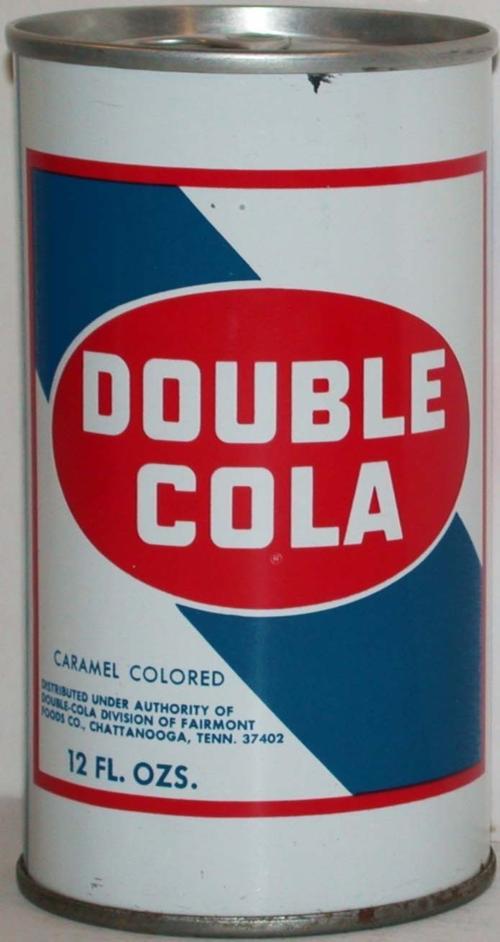 DOUBLE
COLA
®
CARAMEL COLORED
DISTRIBUTED UNDER AUTHORITY OF
DOUBLE-COLA DIVISION OF FAIRMONT
FOODS CO., CHATTANOOGA, TENN. 37402
12 FL. OZS.